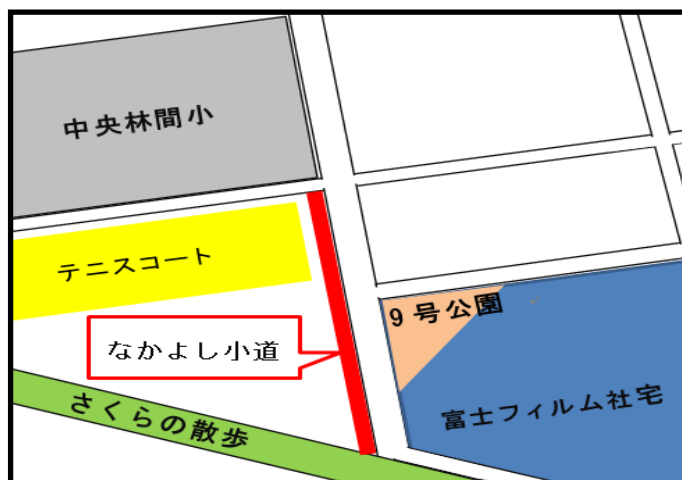 中央林間小
テニスコート
9号公園
なかよし小道
さくらの散歩
富士フィルム社宅